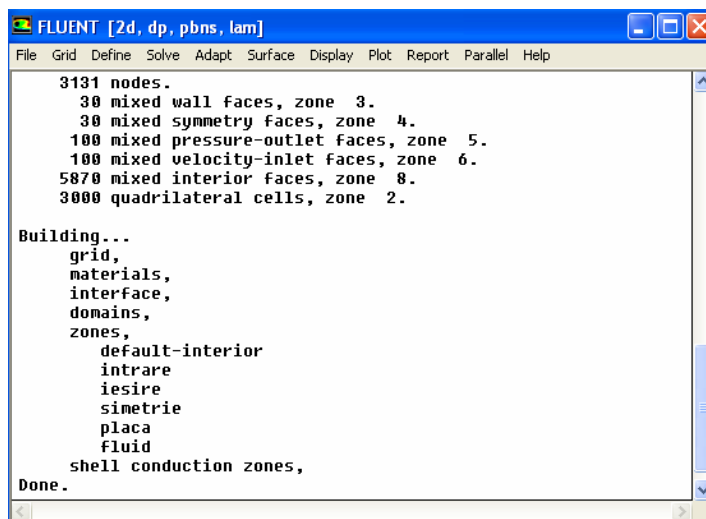 FLUENT [2d, dp, pbns, lam]
File Grid Define Solve Adapt Surface Display Plot Report Parallel Help
3131 nodes.
30 mixed wall faces, zone 3.
30 mixed symmetry faces, zone 4.
100 mixed pressure-outlet faces, zone 5.
100 mixed velocity-inlet faces, zone 6.
5870 mixed interior faces, zone 8.
3000 quadrilateral cells, zone 2.
Building...
grid,
materials,
interface,
domains,
zones,
default-interior
intrare
iesire
simetrie
placa
fluid
shell conduction zones,
Done.